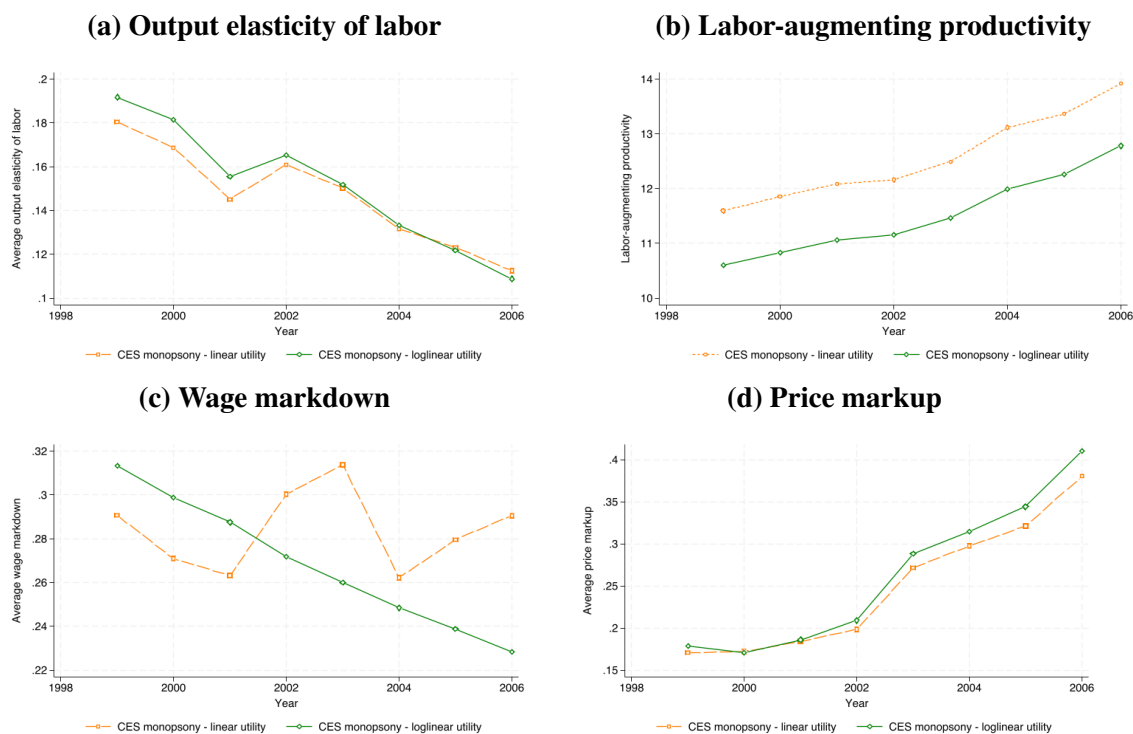 (a) Output elasticity of labor
Average output elasticity of labor
.2
.18
.16
.14
.12
.1
1998 2000 2002 2004 2006
Year
CES monopsony - linear utility CES monopsony - loglinear utility
(b) Labor-augmenting productivity
Labor-augmenting productivity
14
13
12
11
10
1998 2000 2002 2004 2006
Year
CES monopsony - linear utility CES monopsony - loglinear utility
(c) Wage markdown
Average wage markdown
.32
.3
.28
.26
.24
.22
1998 2000 2002 2004 2006
Year
CES monopsony - linear utility CES monopsony - loglinear utility
(d) Price markup
Average price markup
.4
.35
.3
.25
.2
.15
1998 2000 2002 2004 2006
Year
CES monopsony - linear utility CES monopsony - loglinear utility